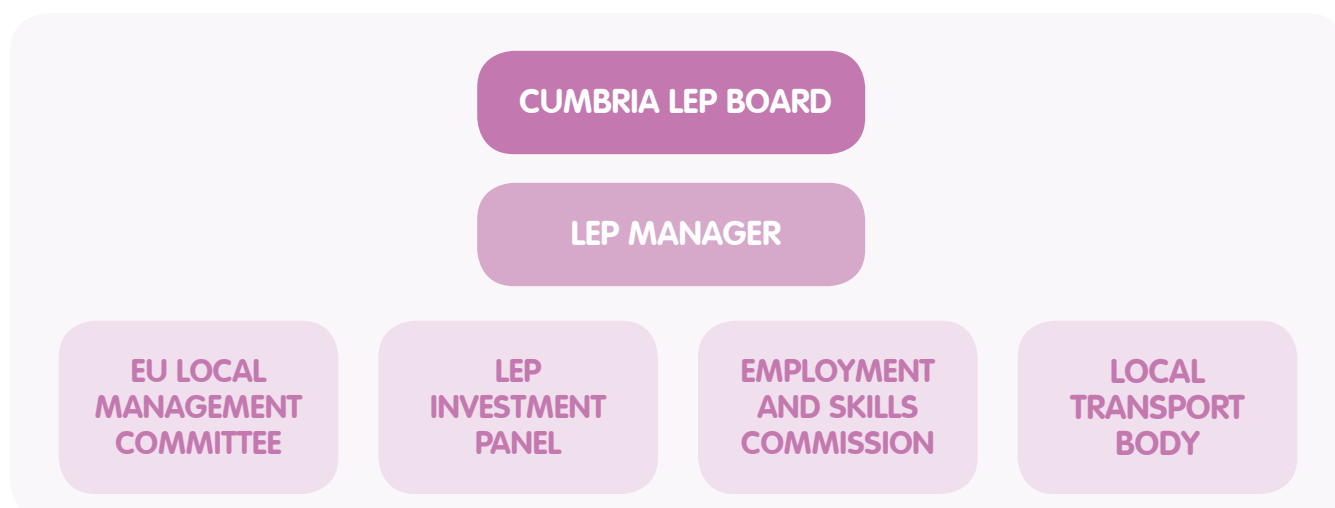 CUMBRIA LEP BOARD
LEP MANAGER
EU LOCAL
MANAGEMENT
COMMITTEE
LEP
INVESTMENT
PANEL
EMPLOYMENT
AND SKILLS
COMMISSION
LOCAL
TRANSPORT
BODY